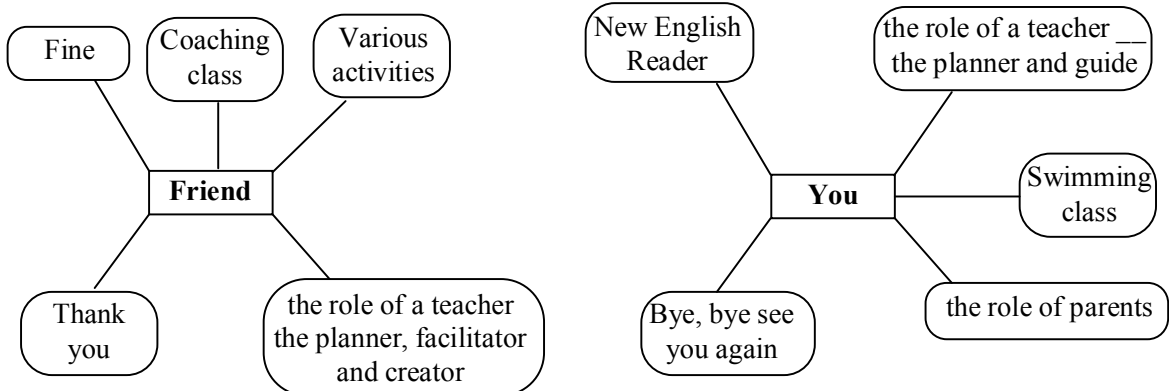 Fine
Coaching
class
Various
activities
Friend
Thank
you
the role of a teacher
the planner, facilitator
and creator
New English
Reader
the role of a teacher __
the planner and guide
You
Swimming
class
Bye, bye see
you again
the role of parents